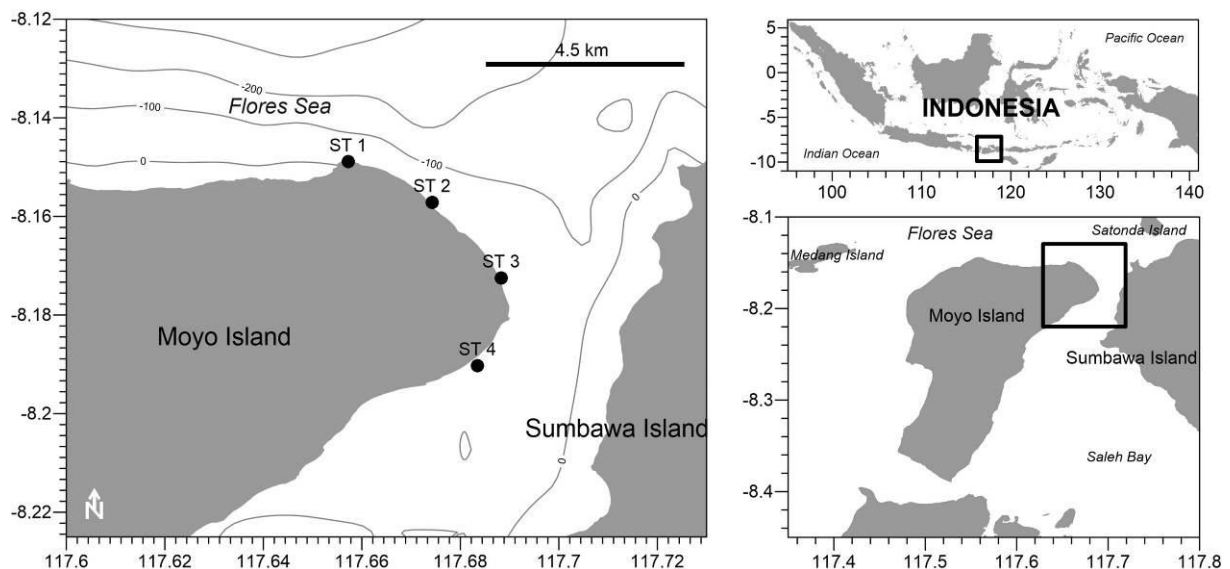 -8.12
-8.14
-8.16
-8.18
-8.2
-8.22
117.6
117.62
117.64
117.66
117.68
117.7
117.72
4.5 km
-200
Flores Sea
-100
0
ST 1
-100
ST 2
0
ST 3
Moyo Island
ST 4
Sumbawa Island
0
N
5
0
-5
-10
100
110
120
130
140
Pacific Ocean
INDONESIA
Indian Ocean
-8.1
-8.2
-8.3
-8.4
117.4
117.5
117.6
117.7
117.8
Flores Sea
Satonda Island
Medang Island
Moyo Island
Sumbawa Island
Saleh Bay